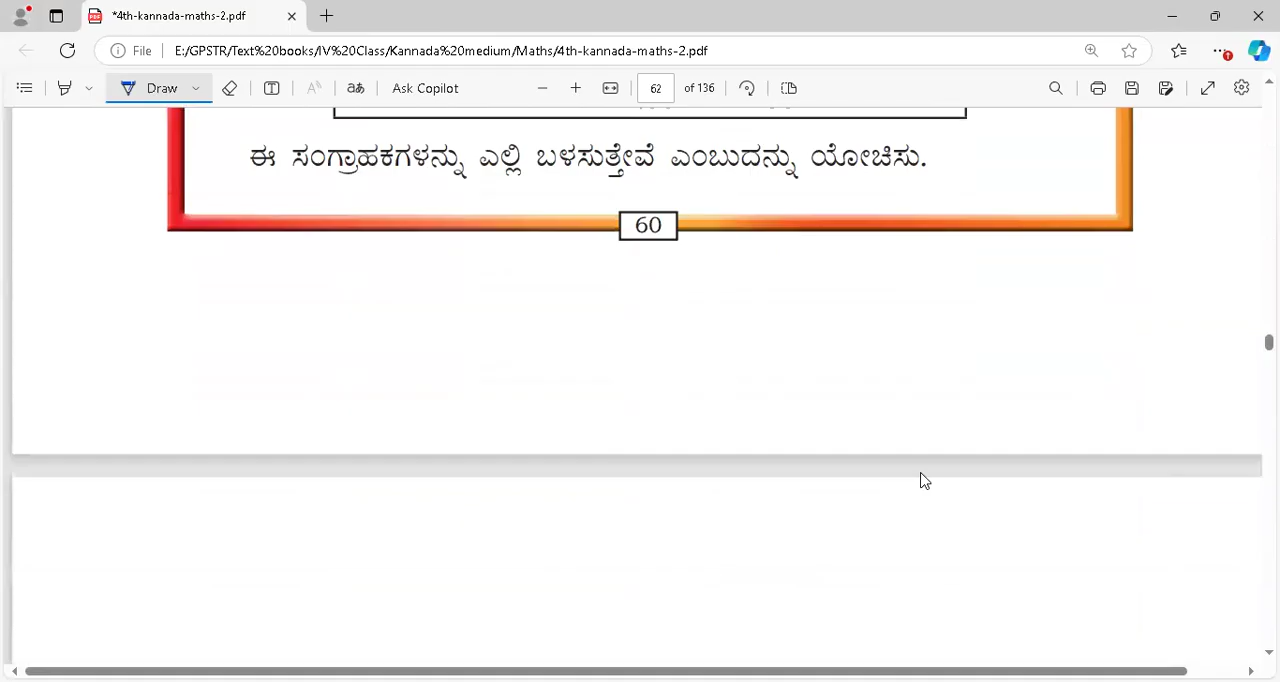 *4th-kannada-maths-2.pdf
File E:/GPSTR/Text%20books/IV%20Class/Kannada%20medium/Maths/4th-kannada-maths-2.pdf
Draw Ask Copilot 62 of 136
ಈ ಸಂಗ್ರಾಹಕಗಳನ್ನು ಎಲ್ಲಿ ಬಳಸುತ್ತೇವೆ ಎಂಬುದನ್ನು ಯೋಚಿಸು.
60